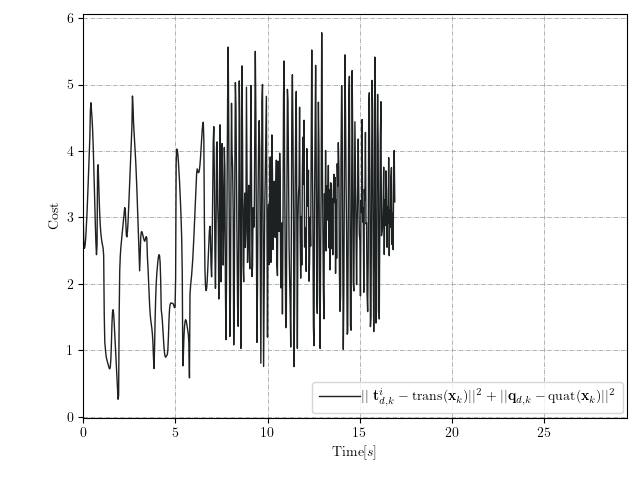 6
5
4
3
2
1
0
Cost
0 5 10 15 20 25
Time[s]
|| t^i_{d,k} − trans(x_k)||^2 + ||q_{d,k} − quat(x_k)||^2